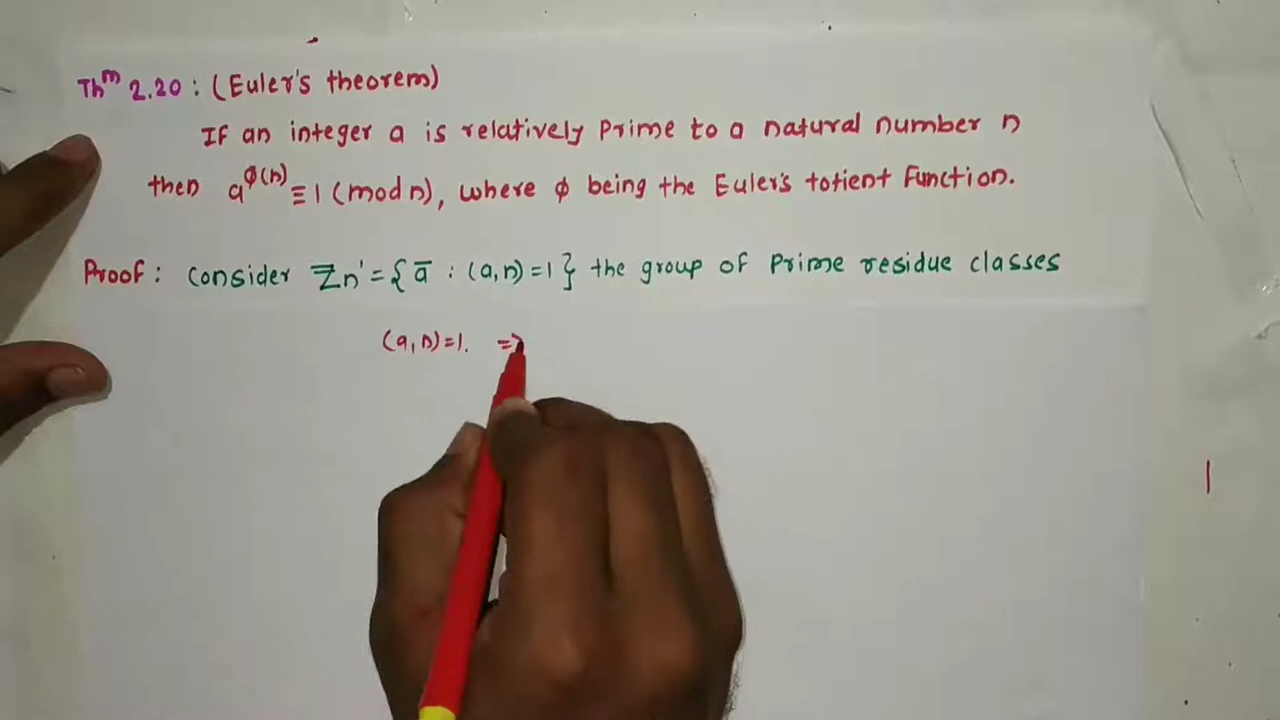 Thᵐ 2.20 : (Euler's theorem)
If an integer a is relatively prime to a natural number n
then a^φ(n) ≡ 1 (mod n), where φ being the Euler's totient Function.
Proof : consider Zn' = { ā : (a, n) = 1 } the group of Prime residue classes
(a, n) = 1. =>